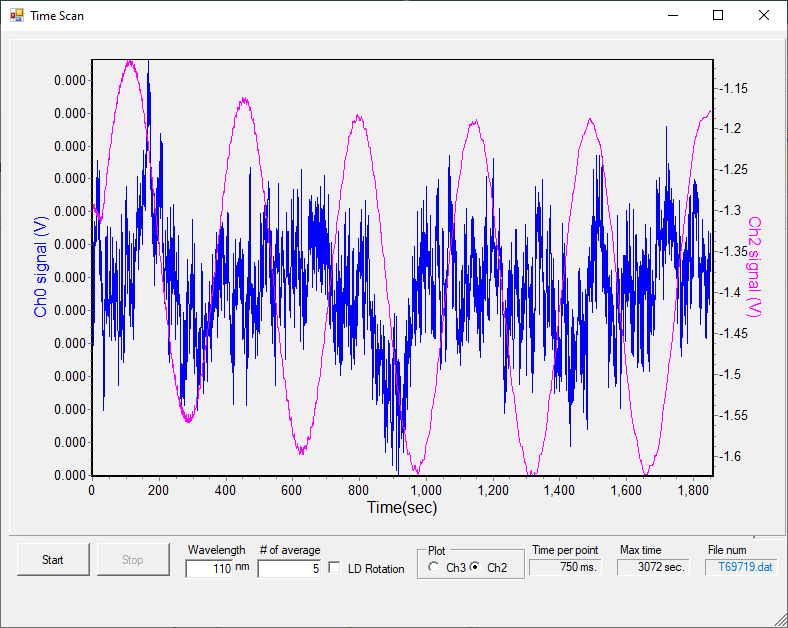 Time Scan
0.000
0.000
0.000
0.000
0.000
0.000
0.000
0.000
0.000
0.000
0.000
0.000
0.000
Ch0 signal (V)
-1.15
-1.2
-1.25
-1.3
-1.35
-1.4
-1.45
-1.5
-1.55
-1.6
Ch2 signal (V)
0 200 400 600 800 1,000 1,200 1,400 1,600 1,800
Time(sec)
Start Stop
Wavelength
110 nm
# of average
5
LD Rotation
Plot
Ch3 Ch2
Time per point
750 ms.
Max time
3072 sec.
File num
T69719.dat